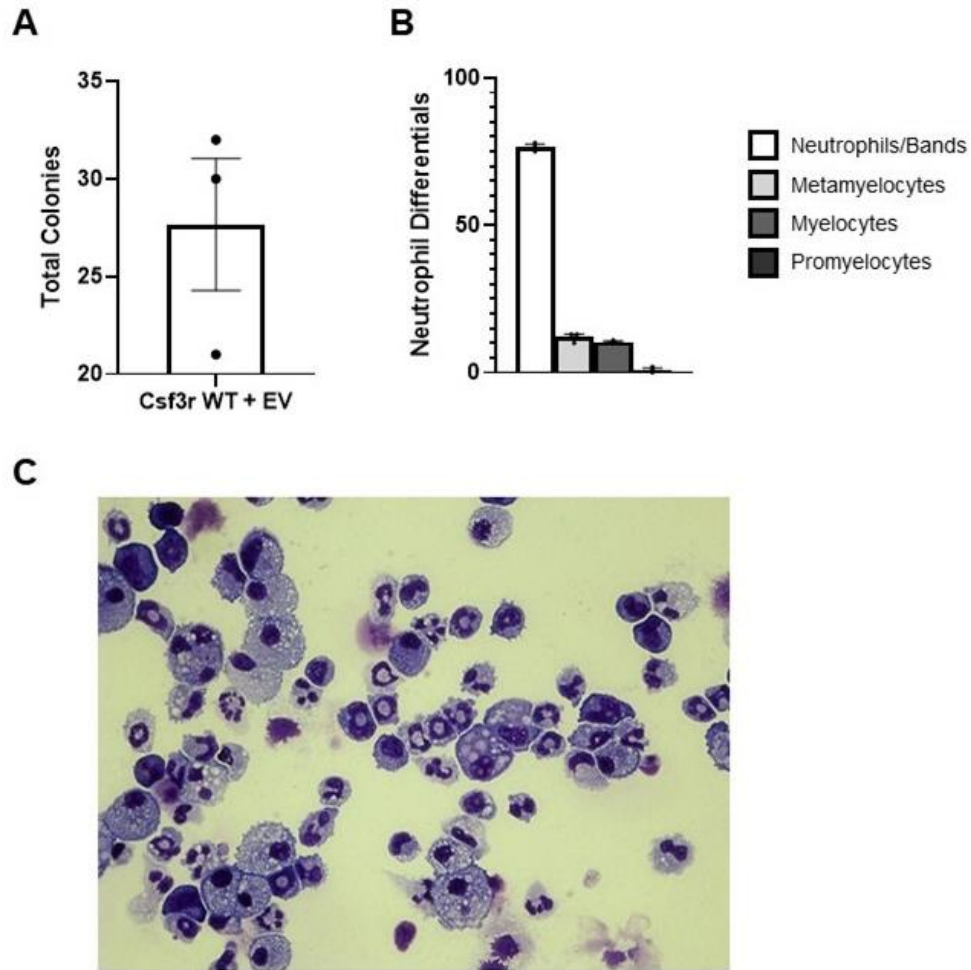 A
B
35
30
25
20
Total Colonies
Csf3r WT + EV
100
50
0
Neutrophil Differentials
Neutrophils/Bands
Metamyelocytes
Myelocytes
Promyelocytes
C